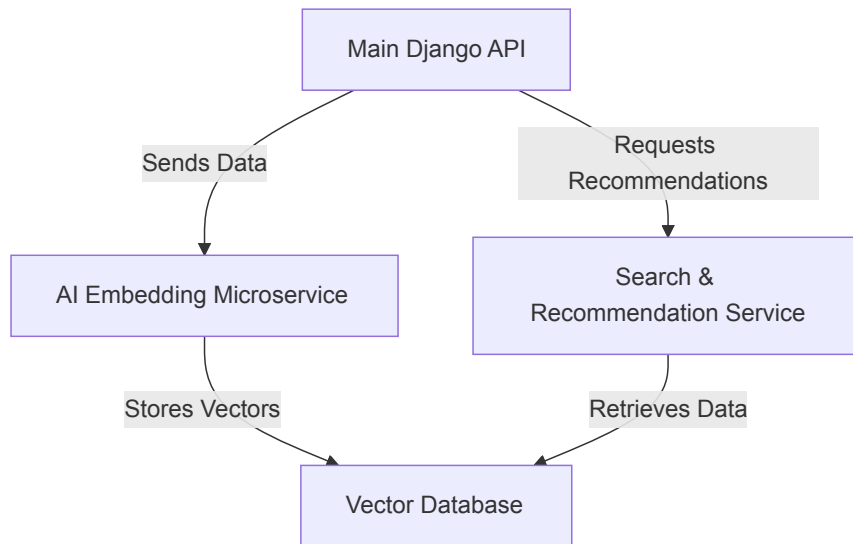 Main Django API
Sends Data
Requests
Recommendations
AI Embedding Microservice
Search &
Recommendation Service
Stores Vectors
Retrieves Data
Vector Database